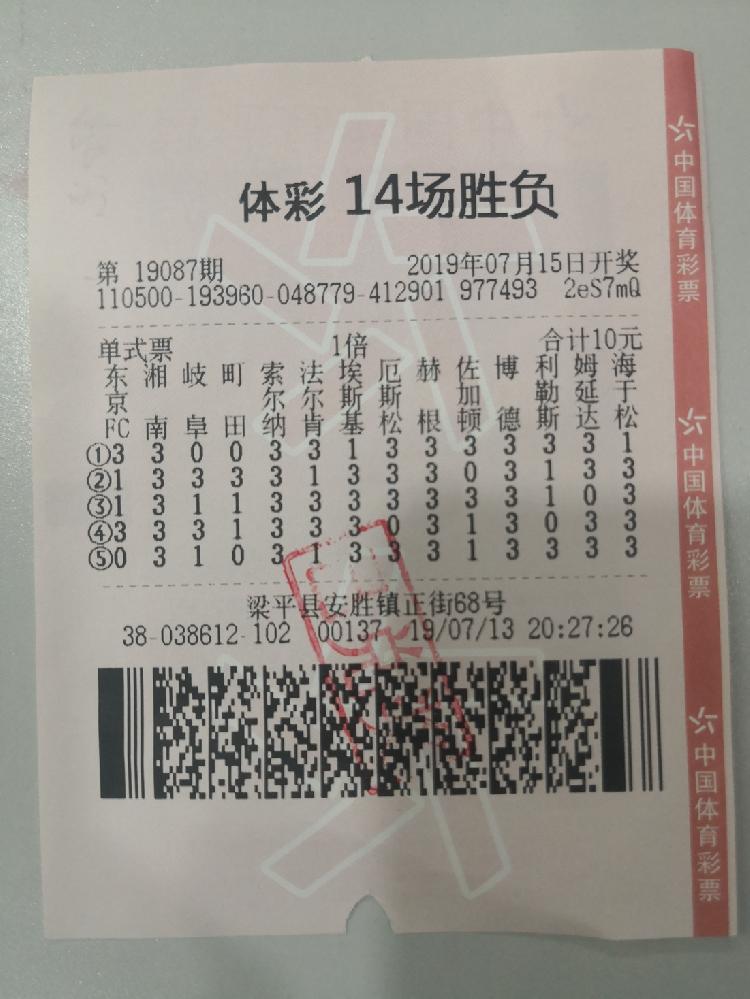 体彩 14场胜负
第 19087期 2019年07月15日开奖
110500-193960-048779-412901 977493 2eS7mQ
单式票 1倍 合计10元
东京FC 湘南 岐阜 町田 索尔纳 法尔肯 埃斯基 厄斯松 赫根 佐加顿 博德 利勒斯 姆延达 海于松
①3 3 0 0 3 3 1 3 3 3 3 3 3 1
②1 3 3 3 3 1 3 3 3 0 3 1 3 3
③1 3 1 1 3 3 3 3 3 3 3 1 0 3
④3 3 3 1 3 3 3 0 3 1 3 0 3 3
⑤0 3 1 0 3 1 3 3 3 1 3 3 3 3
梁平县安胜镇正街68号
38-038612-102 00137 19/07/13 20:27:26
中国体育彩票
中国体育彩票
中国体育彩票